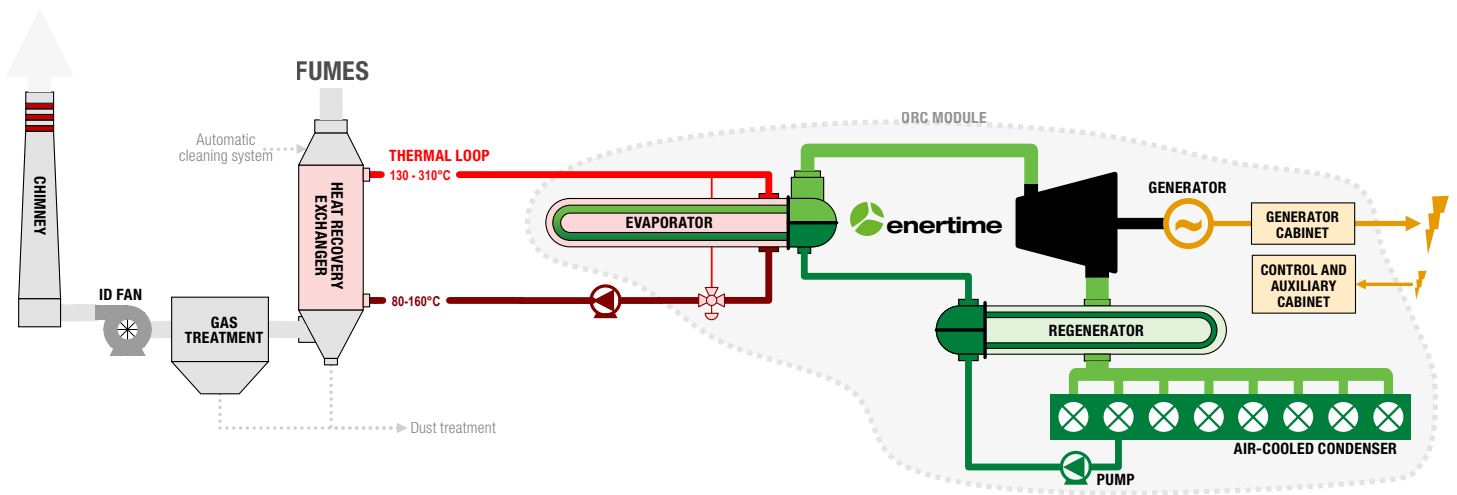 FUMES
Automatic
cleaning system
THERMAL LOOP
130 - 310°C
HEAT RECOVERY
EXCHANGER
80-160°C
CHIMNEY
ID FAN
GAS
TREATMENT
Dust treatment
ORC MODULE
EVAPORATOR
enertime
GENERATOR
GENERATOR
CABINET
CONTROL AND
AUXILIARY
CABINET
REGENERATOR
AIR-COOLED CONDENSER
PUMP